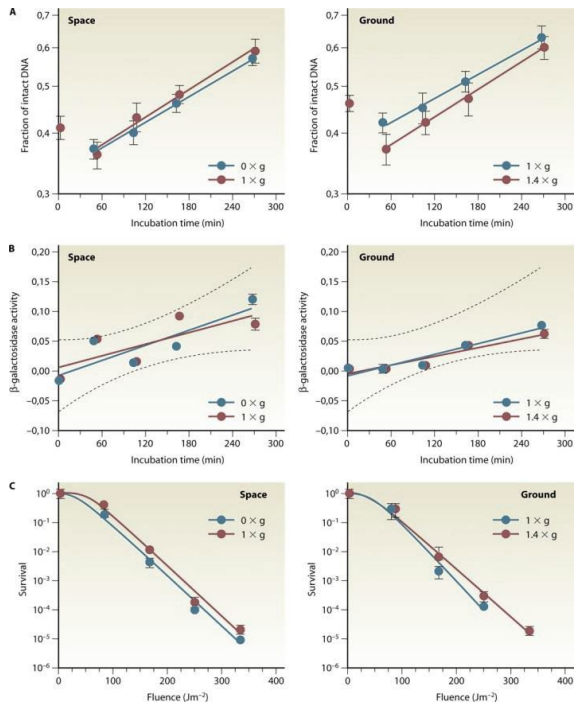 A
Space
Ground
0,7
0,6
0,4
0,3
Fraction of intact DNA
0 × g
1 × g
0 60 120 180 240 300
Incubation time (min)
0,7
0,6
0,4
0,3
Fraction of intact DNA
1 × g
1.4 × g
0 60 120 180 240 300
Incubation time (min)
B
Space
Ground
0,20
0,15
0,10
0,05
0,00
−0,05
−0,10
β-galactosidase activity
0 × g
1 × g
0 60 120 180 240 300
Incubation time (min)
0,20
0,15
0,10
0,05
0,00
−0,05
−0,10
β-galactosidase activity
1 × g
1.4 × g
0 60 120 180 240 300
Incubation time (min)
C
Space
Ground
10⁰
10⁻¹
10⁻²
10⁻³
10⁻⁴
10⁻⁵
10⁻⁶
Survival
0 × g
1 × g
0 100 200 300 400
Fluence (Jm⁻²)
10⁰
10⁻¹
10⁻²
10⁻³
10⁻⁴
10⁻⁵
10⁻⁶
Survival
1 × g
1.4 × g
0 100 200 300 400
Fluence (Jm⁻²)